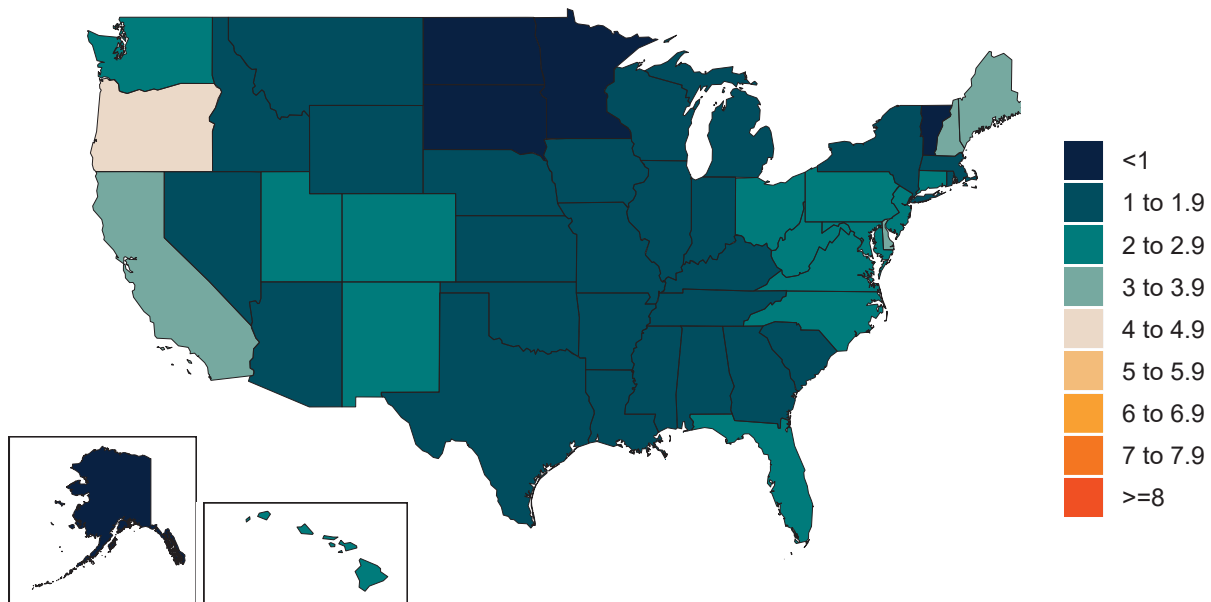 <1
1 to 1.9
2 to 2.9
3 to 3.9
4 to 4.9
5 to 5.9
6 to 6.9
7 to 7.9
>=8